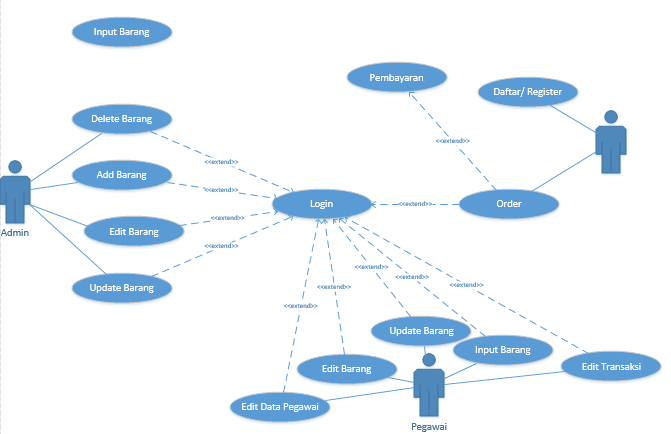 Input Barang
Pembayaran
Daftar/ Register
Delete Barang
<<extend>>
<<extend>>
Add Barang
<<extend>>
Login
<<extend>>
Order
Admin
<<extend>>
Edit Barang
<<extend>>
<<extend>>
<<extend>>
Update Barang
<<extend>>
<<extend>>
<<extend>>
Update Barang
Input Barang
Edit Barang
Edit Transaksi
Edit Data Pegawai
Pegawai